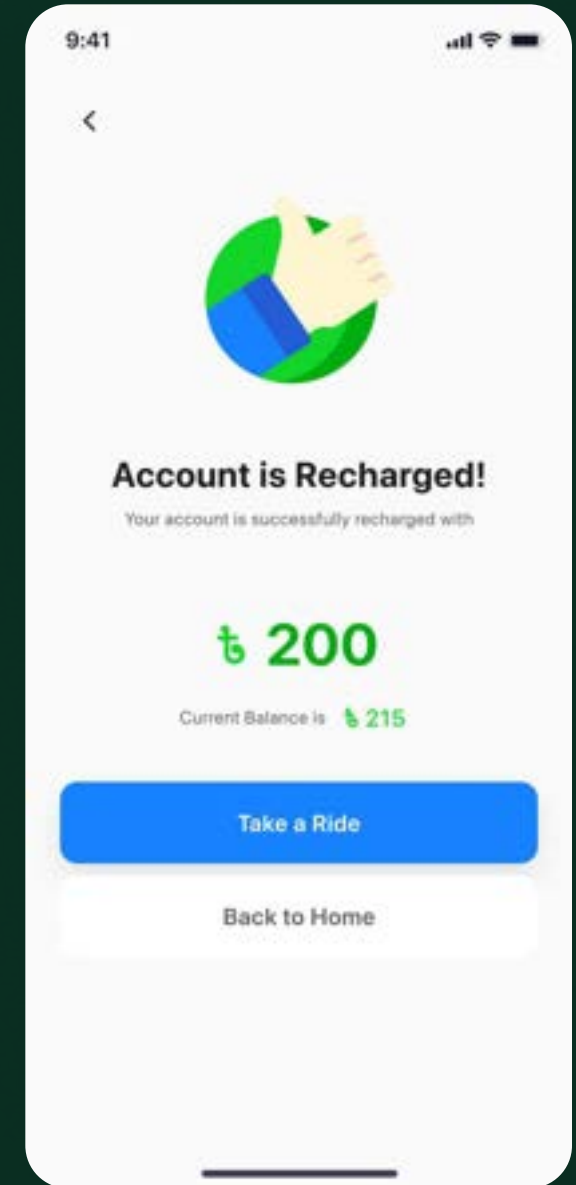 9:41
Account is Recharged!
Your account is successfully recharged with
৳ 200
Current Balance is ৳ 215
Take a Ride
Back to Home